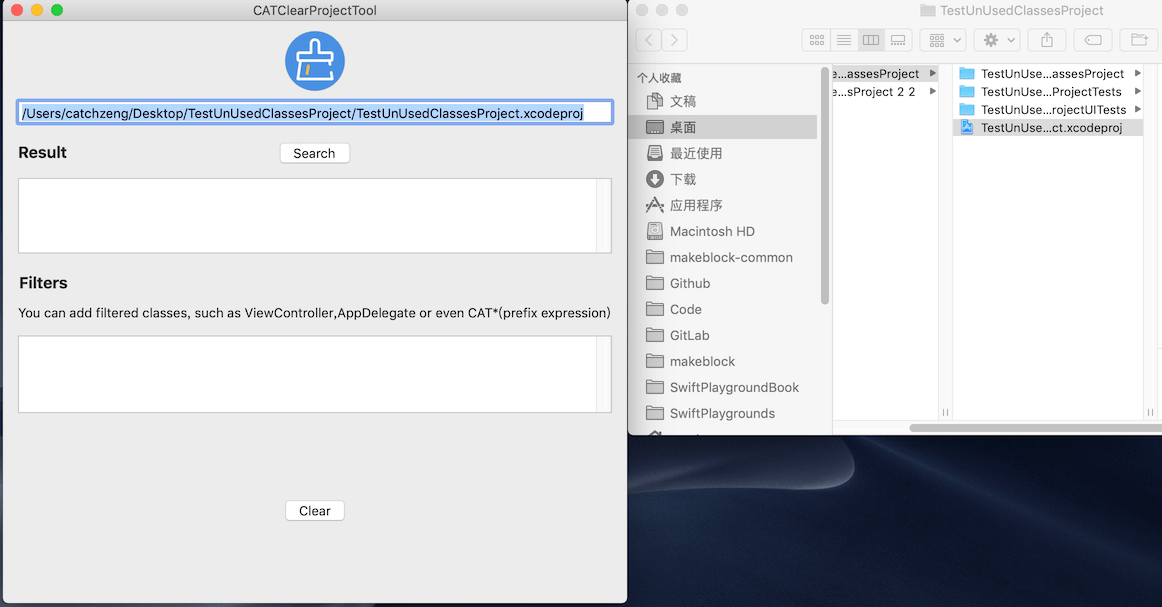 CATClearProjectTool
/Users/catchzeng/Desktop/TestUnUsedClassesProject/TestUnUsedClassesProject.xcodeproj
Result
Search
Filters
You can add filtered classes, such as ViewController,AppDelegate or even CAT*(prefix expression)
Clear
TestUnUsedClassesProject
个人收藏
文稿
桌面
最近使用
下载
应用程序
Macintosh HD
makeblock-common
Github
Code
GitLab
makeblock
SwiftPlaygroundBook
SwiftPlaygrounds
e...assesProject
e...sProject 2 2
TestUnUse...assesProject
TestUnUse...ProjectTests
TestUnUse...rojectUITests
TestUnUse...ct.xcodeproj